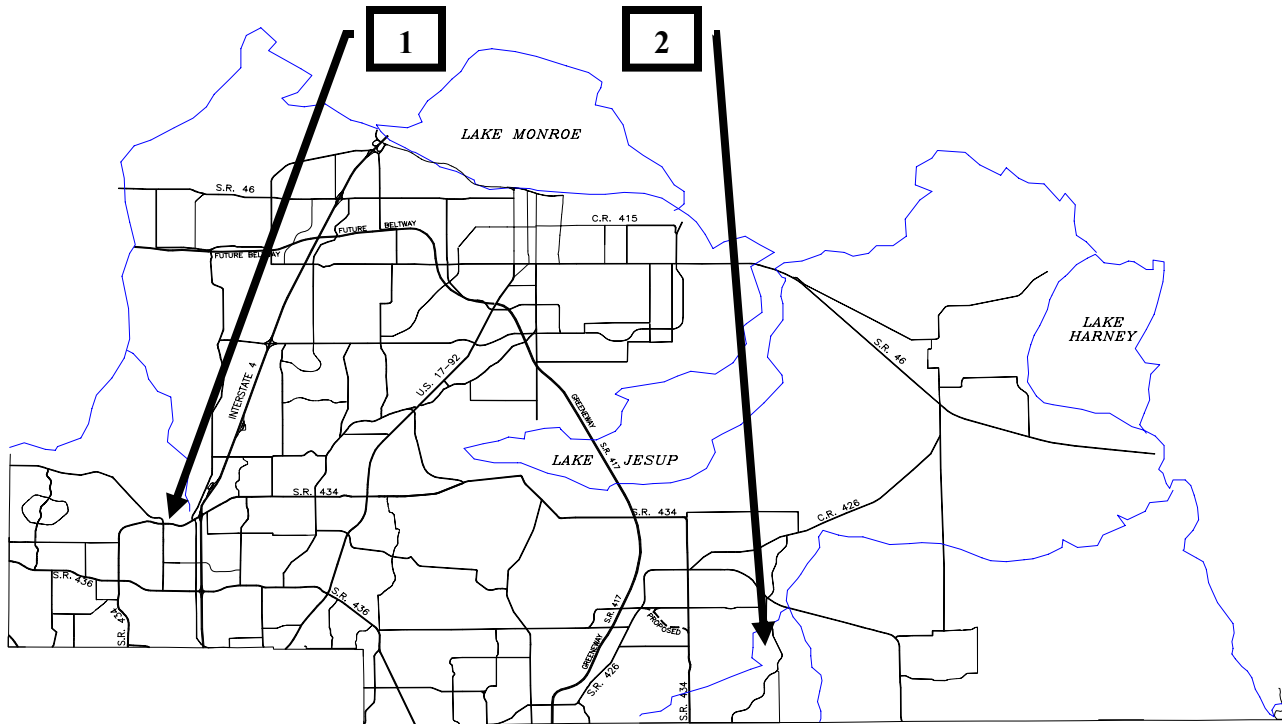 1
2
LAKE MONROE
S.R. 46
C.R. 415
FUTURE BELTWAY
FUTURE BELTWAY
LAKE
HARNEY
S.R. 46
INTERSTATE 4
U.S. 17-92
GREENEWAY
S.R. 417
LAKE JESUP
S.R. 434
S.R. 434
C.R. 426
S.R. 436
S.R. 436
S.R. 434
S.R. 417
PROPOSED
GREENEWAY
S.R. 426
S.R. 434